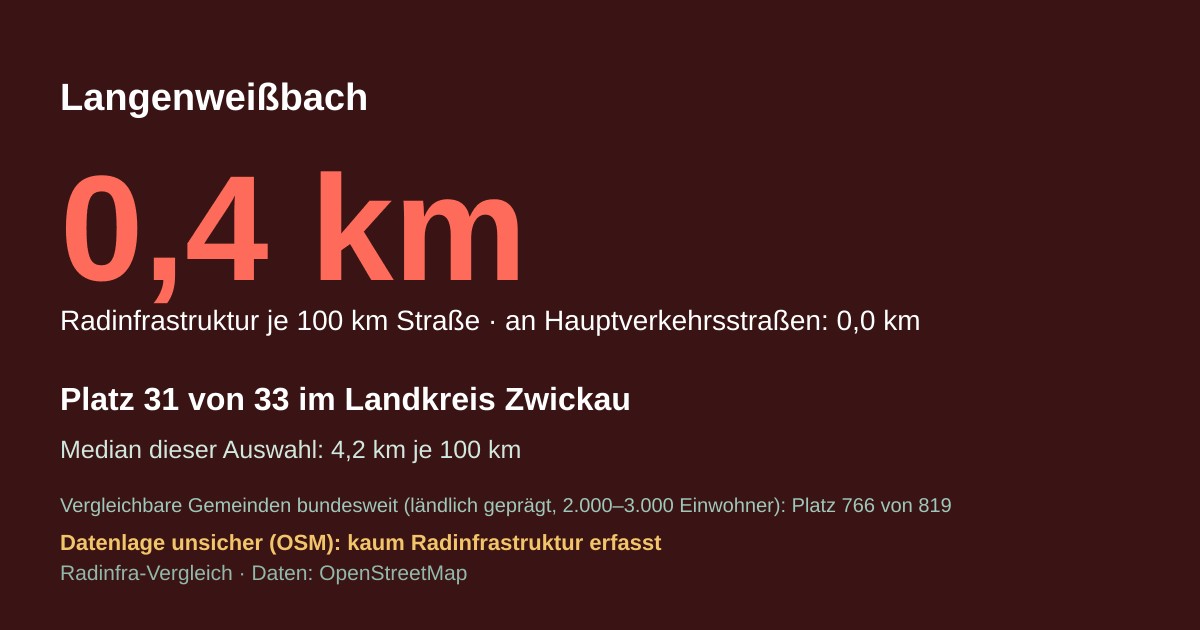 Langenweißbach
0,4 km
Radinfrastruktur je 100 km Straße · an Hauptverkehrsstraßen: 0,0 km
Platz 31 von 33 im Landkreis Zwickau
Median dieser Auswahl: 4,2 km je 100 km
Vergleichbare Gemeinden bundesweit (ländlich geprägt, 2.000–3.000 Einwohner): Platz 766 von 819
Datenlage unsicher (OSM): kaum Radinfrastruktur erfasst
Radinfra-Vergleich · Daten: OpenStreetMap